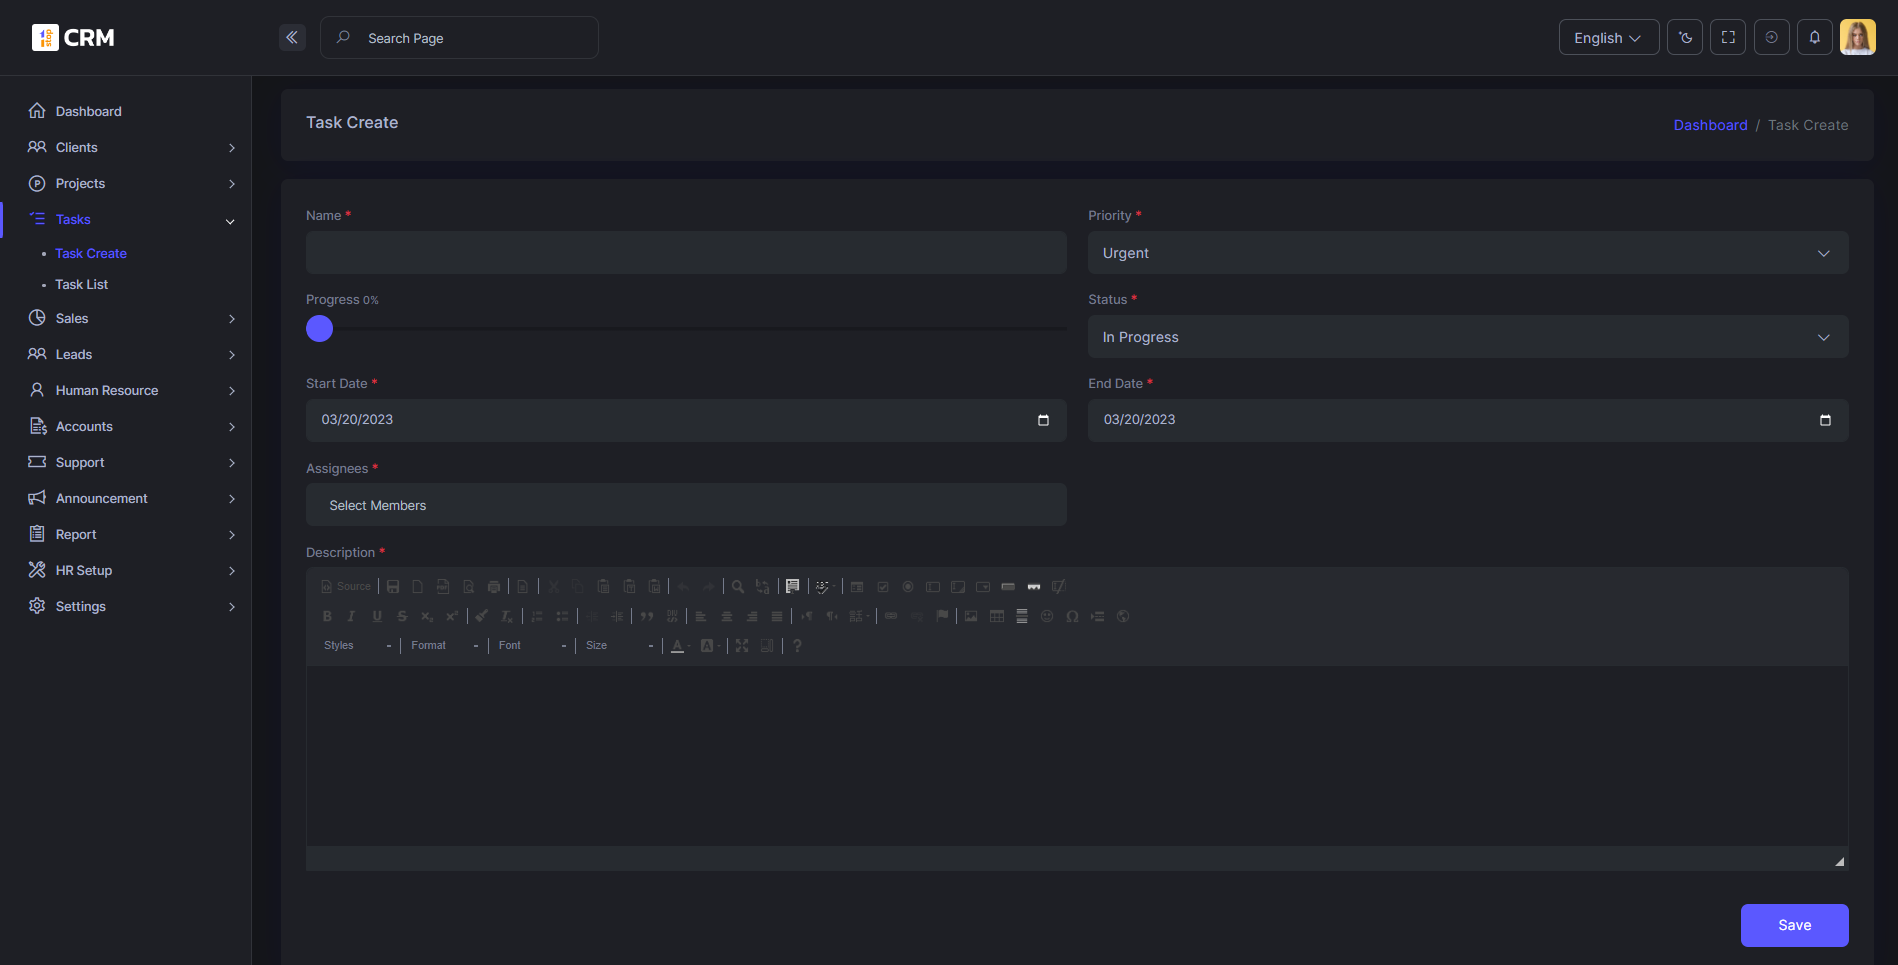 1 stop CRM
Search Page
English
Dashboard
Clients
Projects
Tasks
Task Create
Task List
Sales
Leads
Human Resource
Accounts
Support
Announcement
Report
HR Setup
Settings
Task Create
Dashboard / Task Create
Name *
Priority *
Urgent
Progress 0%
Status *
In Progress
Start Date *
End Date *
03/20/2023
03/20/2023
Assignees *
Select Members
Description *
Source
Styles Format Font Size
Save